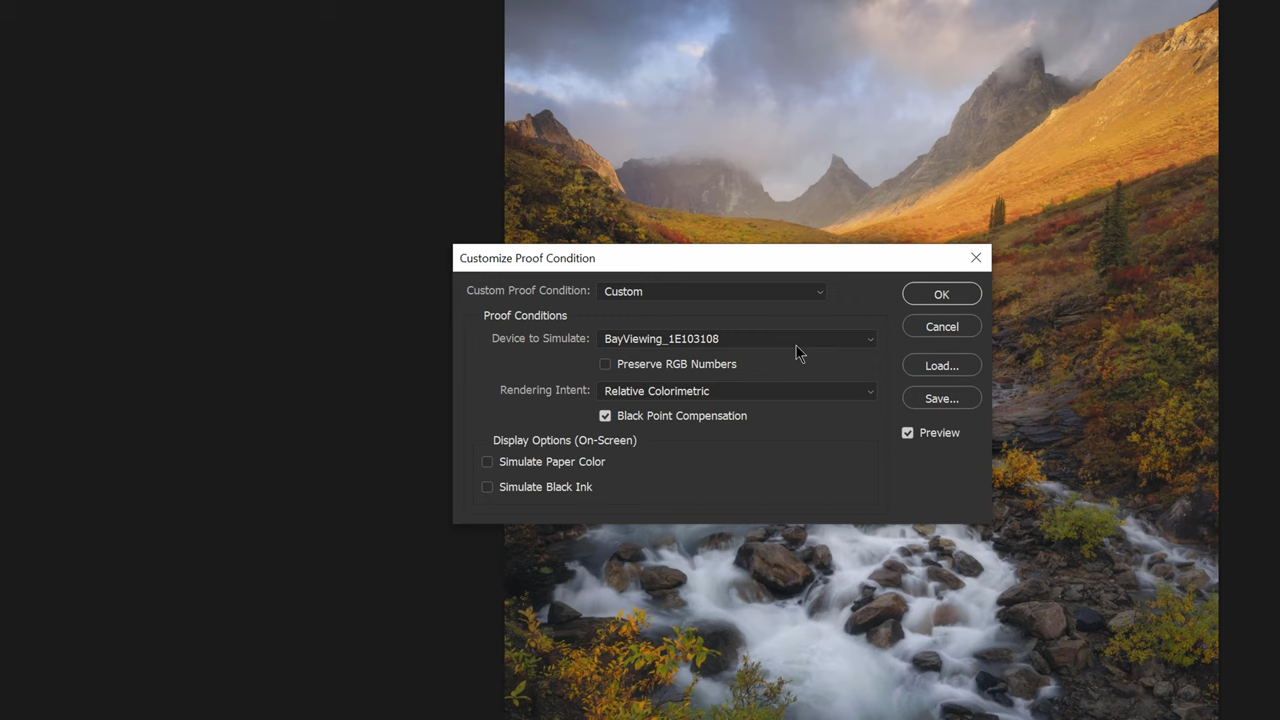 Customize Proof Condition
Custom Proof Condition: Custom
OK
Proof Conditions
Cancel
Device to Simulate: BayViewing_1E103108
Preserve RGB Numbers
Load...
Rendering Intent: Relative Colorimetric
Save...
Black Point Compensation
Preview
Display Options (On-Screen)
Simulate Paper Color
Simulate Black Ink